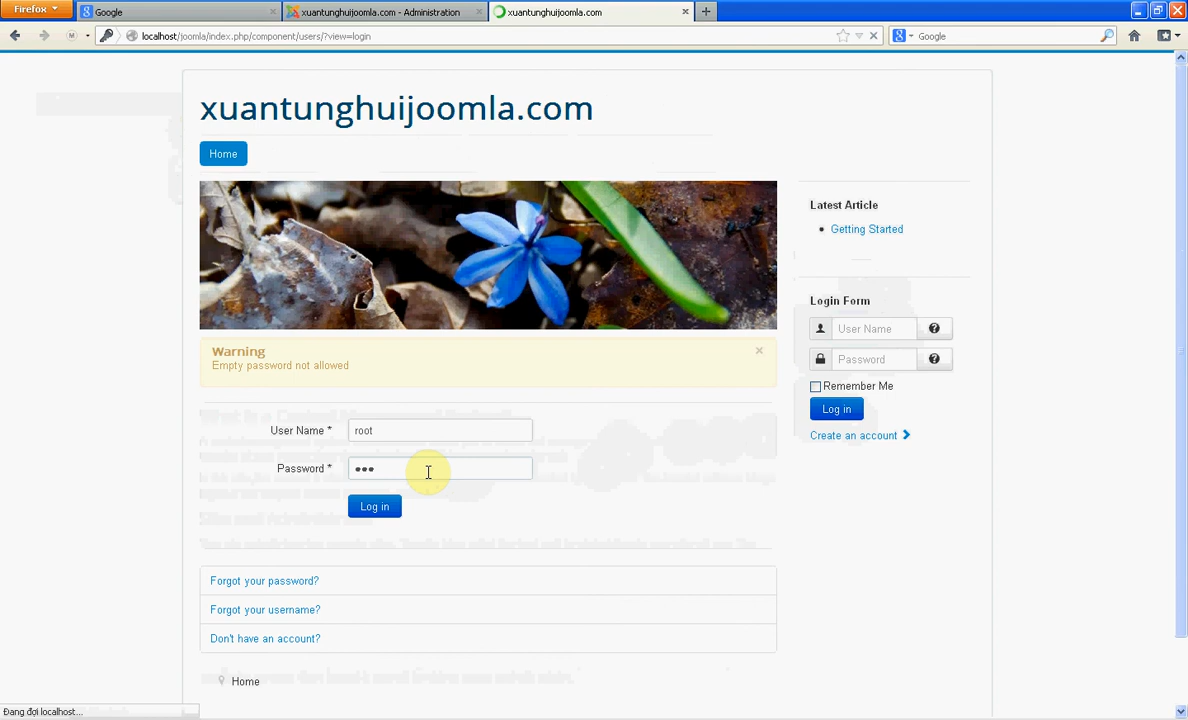 Firefox
Google
xuantunghuijoomla.com - Administration
xuantunghuijoomla.com
localhost/joomla/index.php/component/users/?view=login
Google
xuantunghuijoomla.com
Home
Latest Article
Getting Started
Login Form
User Name
Password
Remember Me
Log in
Create an account
Warning
Empty password not allowed
User Name * root
Password * •••
Log in
Forgot your password?
Forgot your username?
Don't have an account?
Home
Đang đợi localhost...